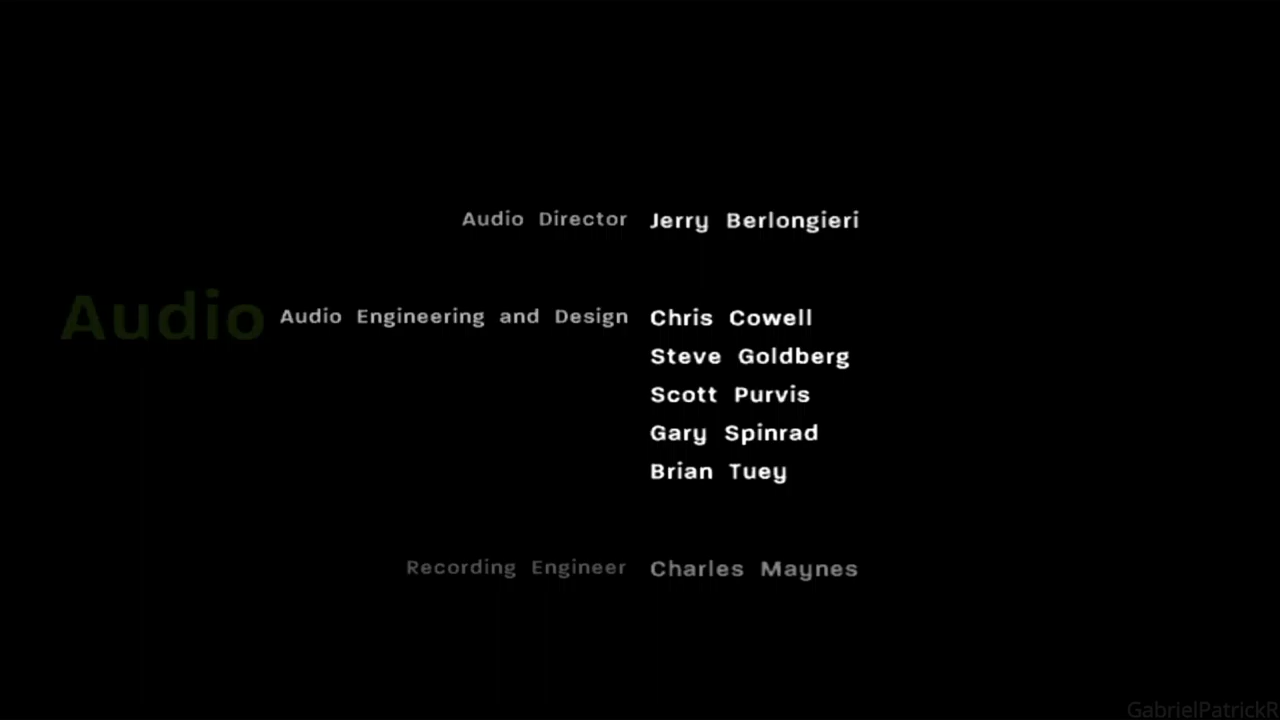 Audio Director Jerry Berlongieri
Audio
Audio Engineering and Design Chris Cowell
Steve Goldberg
Scott Purvis
Gary Spinrad
Brian Tuey
Recording Engineer Charles Maynes
GabrielPatrickR